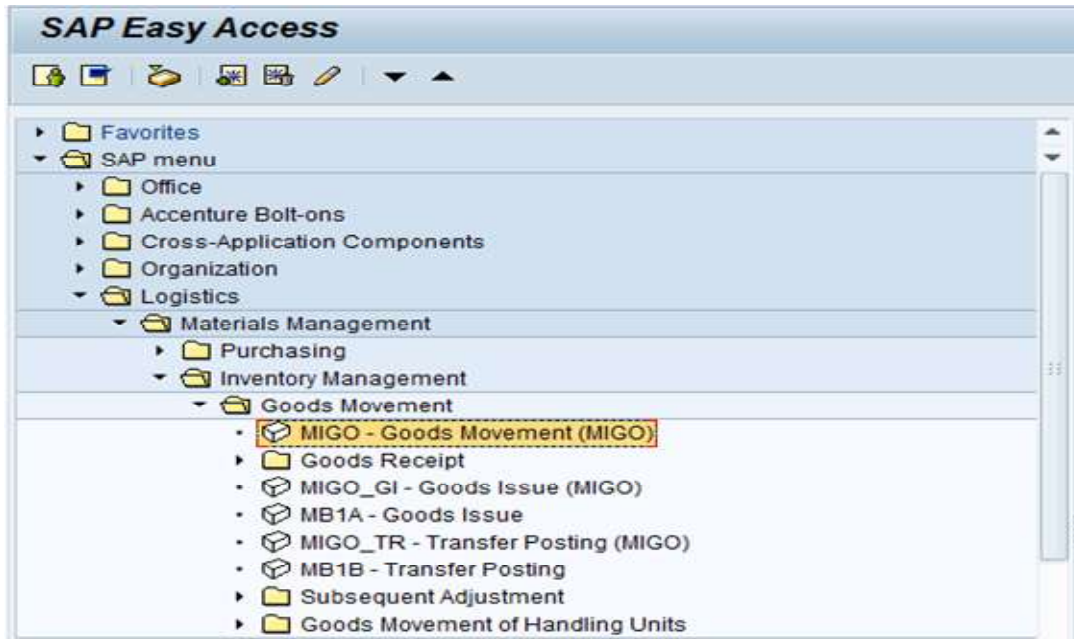 SAP Easy Access
Favorites
SAP menu
Office
Accenture Bolt-ons
Cross-Application Components
Organization
Logistics
Materials Management
Purchasing
Inventory Management
Goods Movement
MIGO - Goods Movement (MIGO)
Goods Receipt
MIGO_GI - Goods Issue (MIGO)
MB1A - Goods Issue
MIGO_TR - Transfer Posting (MIGO)
MB1B - Transfer Posting
Subsequent Adjustment
Goods Movement of Handling Units